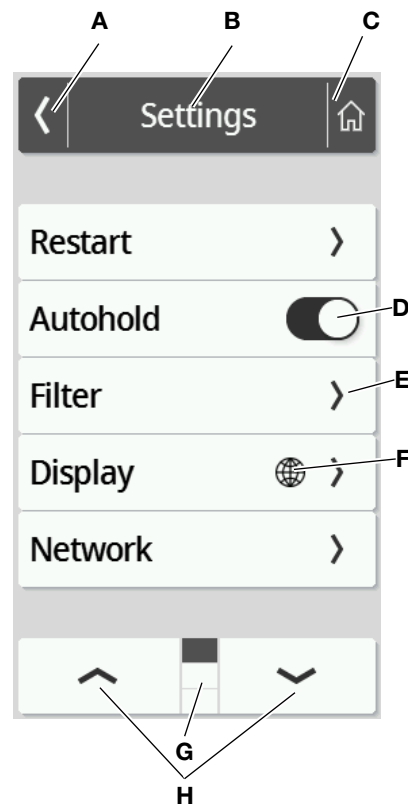 A B C
Settings
Restart
Autohold
D
Filter
E
Display
F
Network
G
H